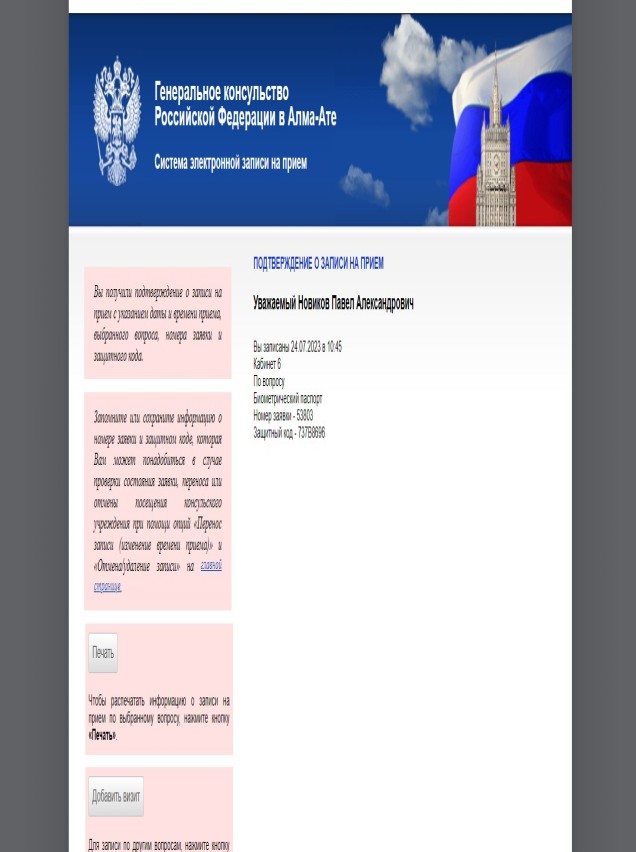 Генеральное консульство
Российской Федерации в Алма-Ате
Система электронной записи на прием
ПОДТВЕРЖДЕНИЕ О ЗАПИСИ НА ПРИЕМ
Уважаемый Новиков Павел Александрович
Вы записаны 24.07.2023 в 10:45
Кабинет 6
По вопросу
Биометрический паспорт
Номер заявки - 53803
Защитный код - 737B8696
Вы получили подтверждение о записи на
прием с указанием даты и времени приема,
выбранного вопроса, номера заявки и
защитного кода.
Запомните или сохраните информацию о
номере заявки и защитном коде, которая
Вам может понадобиться в случае
проверки состояния заявки, переноса или
отмены посещения консульского
учреждения при помощи опций «Перенос
записи (изменение времени приема)» и
«Отмена/удаление записи» на главной
странице.
Печать
Чтобы распечатать информацию о записи на
прием по выбранному вопросу, нажмите кнопку
«Печать».
Добавить визит
Для записи по другим вопросам, нажмите кнопку